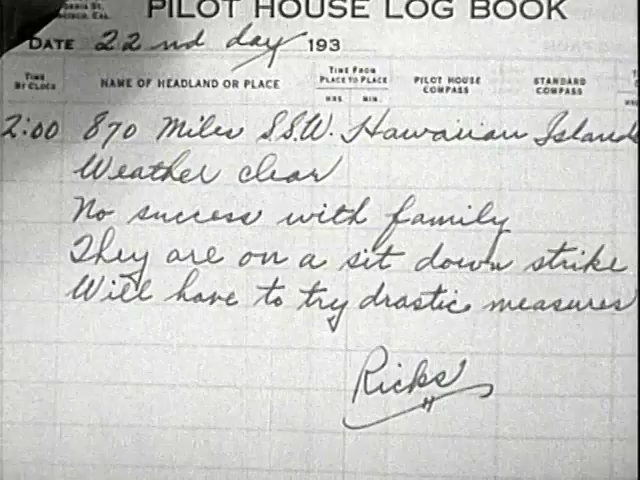 PILOT HOUSE LOG BOOK
DATE 22nd day 193
TIME BY CLOCK NAME OF HEADLAND OR PLACE TIME FROM PLACE TO PLACE HRS. MIN. PILOT HOUSE COMPASS STANDARD COMPASS
2:00 870 Miles S.S.W. Hawaiian Islands
Weather clear
No success with family
They are on a sit down strike
Will have to try drastic measures
Ricks